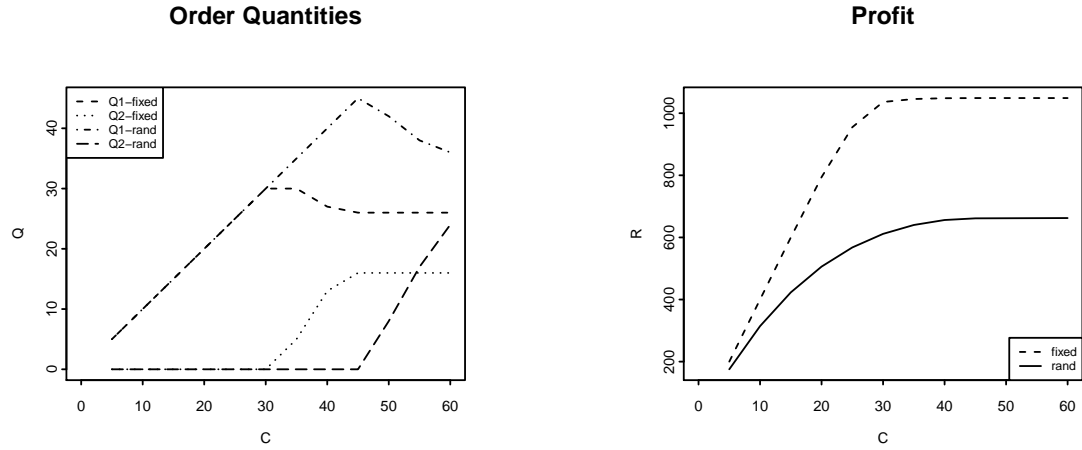 Order Quantities
Q1-fixed
Q2-fixed
Q1-rand
Q2-rand
40
30
20
10
0
Q
0 10 20 30 40 50 60
C
Profit
1000
800
600
400
200
R
fixed
rand
0 10 20 30 40 50 60
C